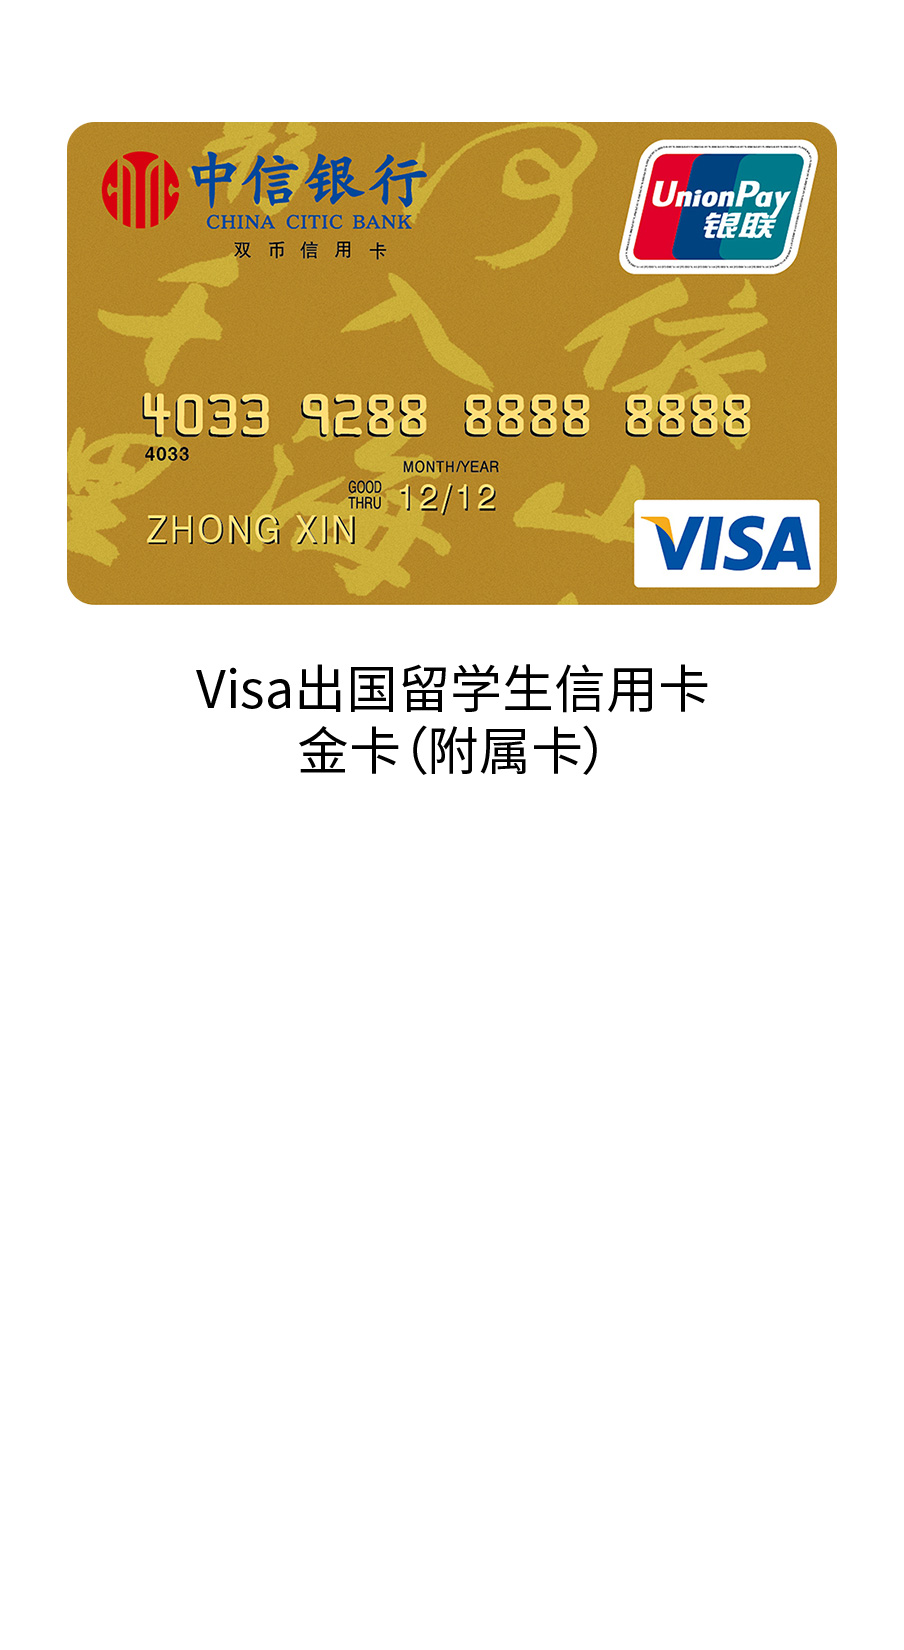 中信银行
CHINA CITIC BANK
双币信用卡
UnionPay
银联
4033 9288 8888 8888
4033
MONTH/YEAR
GOOD THRU 12/12
ZHONG XIN
VISA
Visa出国留学生信用卡
金卡（附属卡）